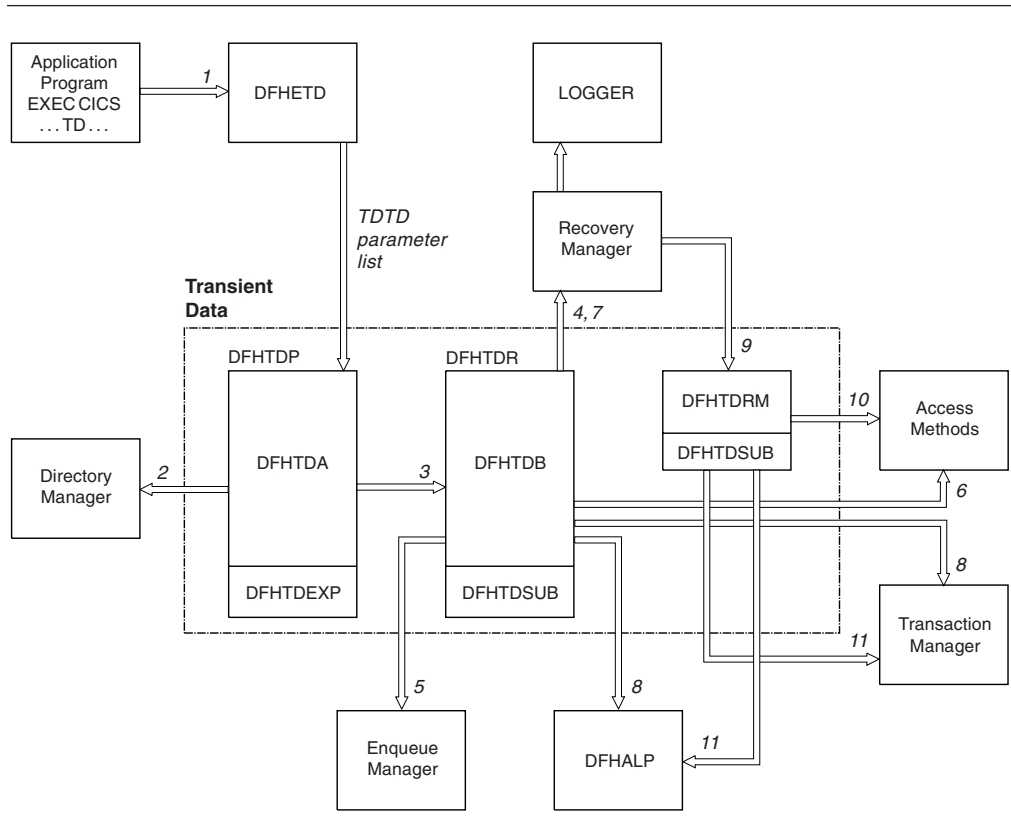 Application
Program
EXEC CICS
...TD...
1
DFHETD
LOGGER
TDTD
parameter
list
Recovery
Manager
Transient
Data
4,7
9
DFHTDP
DFHTDR
DFHTDA
DFHTDEXP
3
DFHTDB
DFHTDSUB
DFHTDRM
DFHTDSUB
10
Access
Methods
2
Directory
Manager
6
8
Transaction
Manager
11
5
Enqueue
Manager
8
DFHALP
11